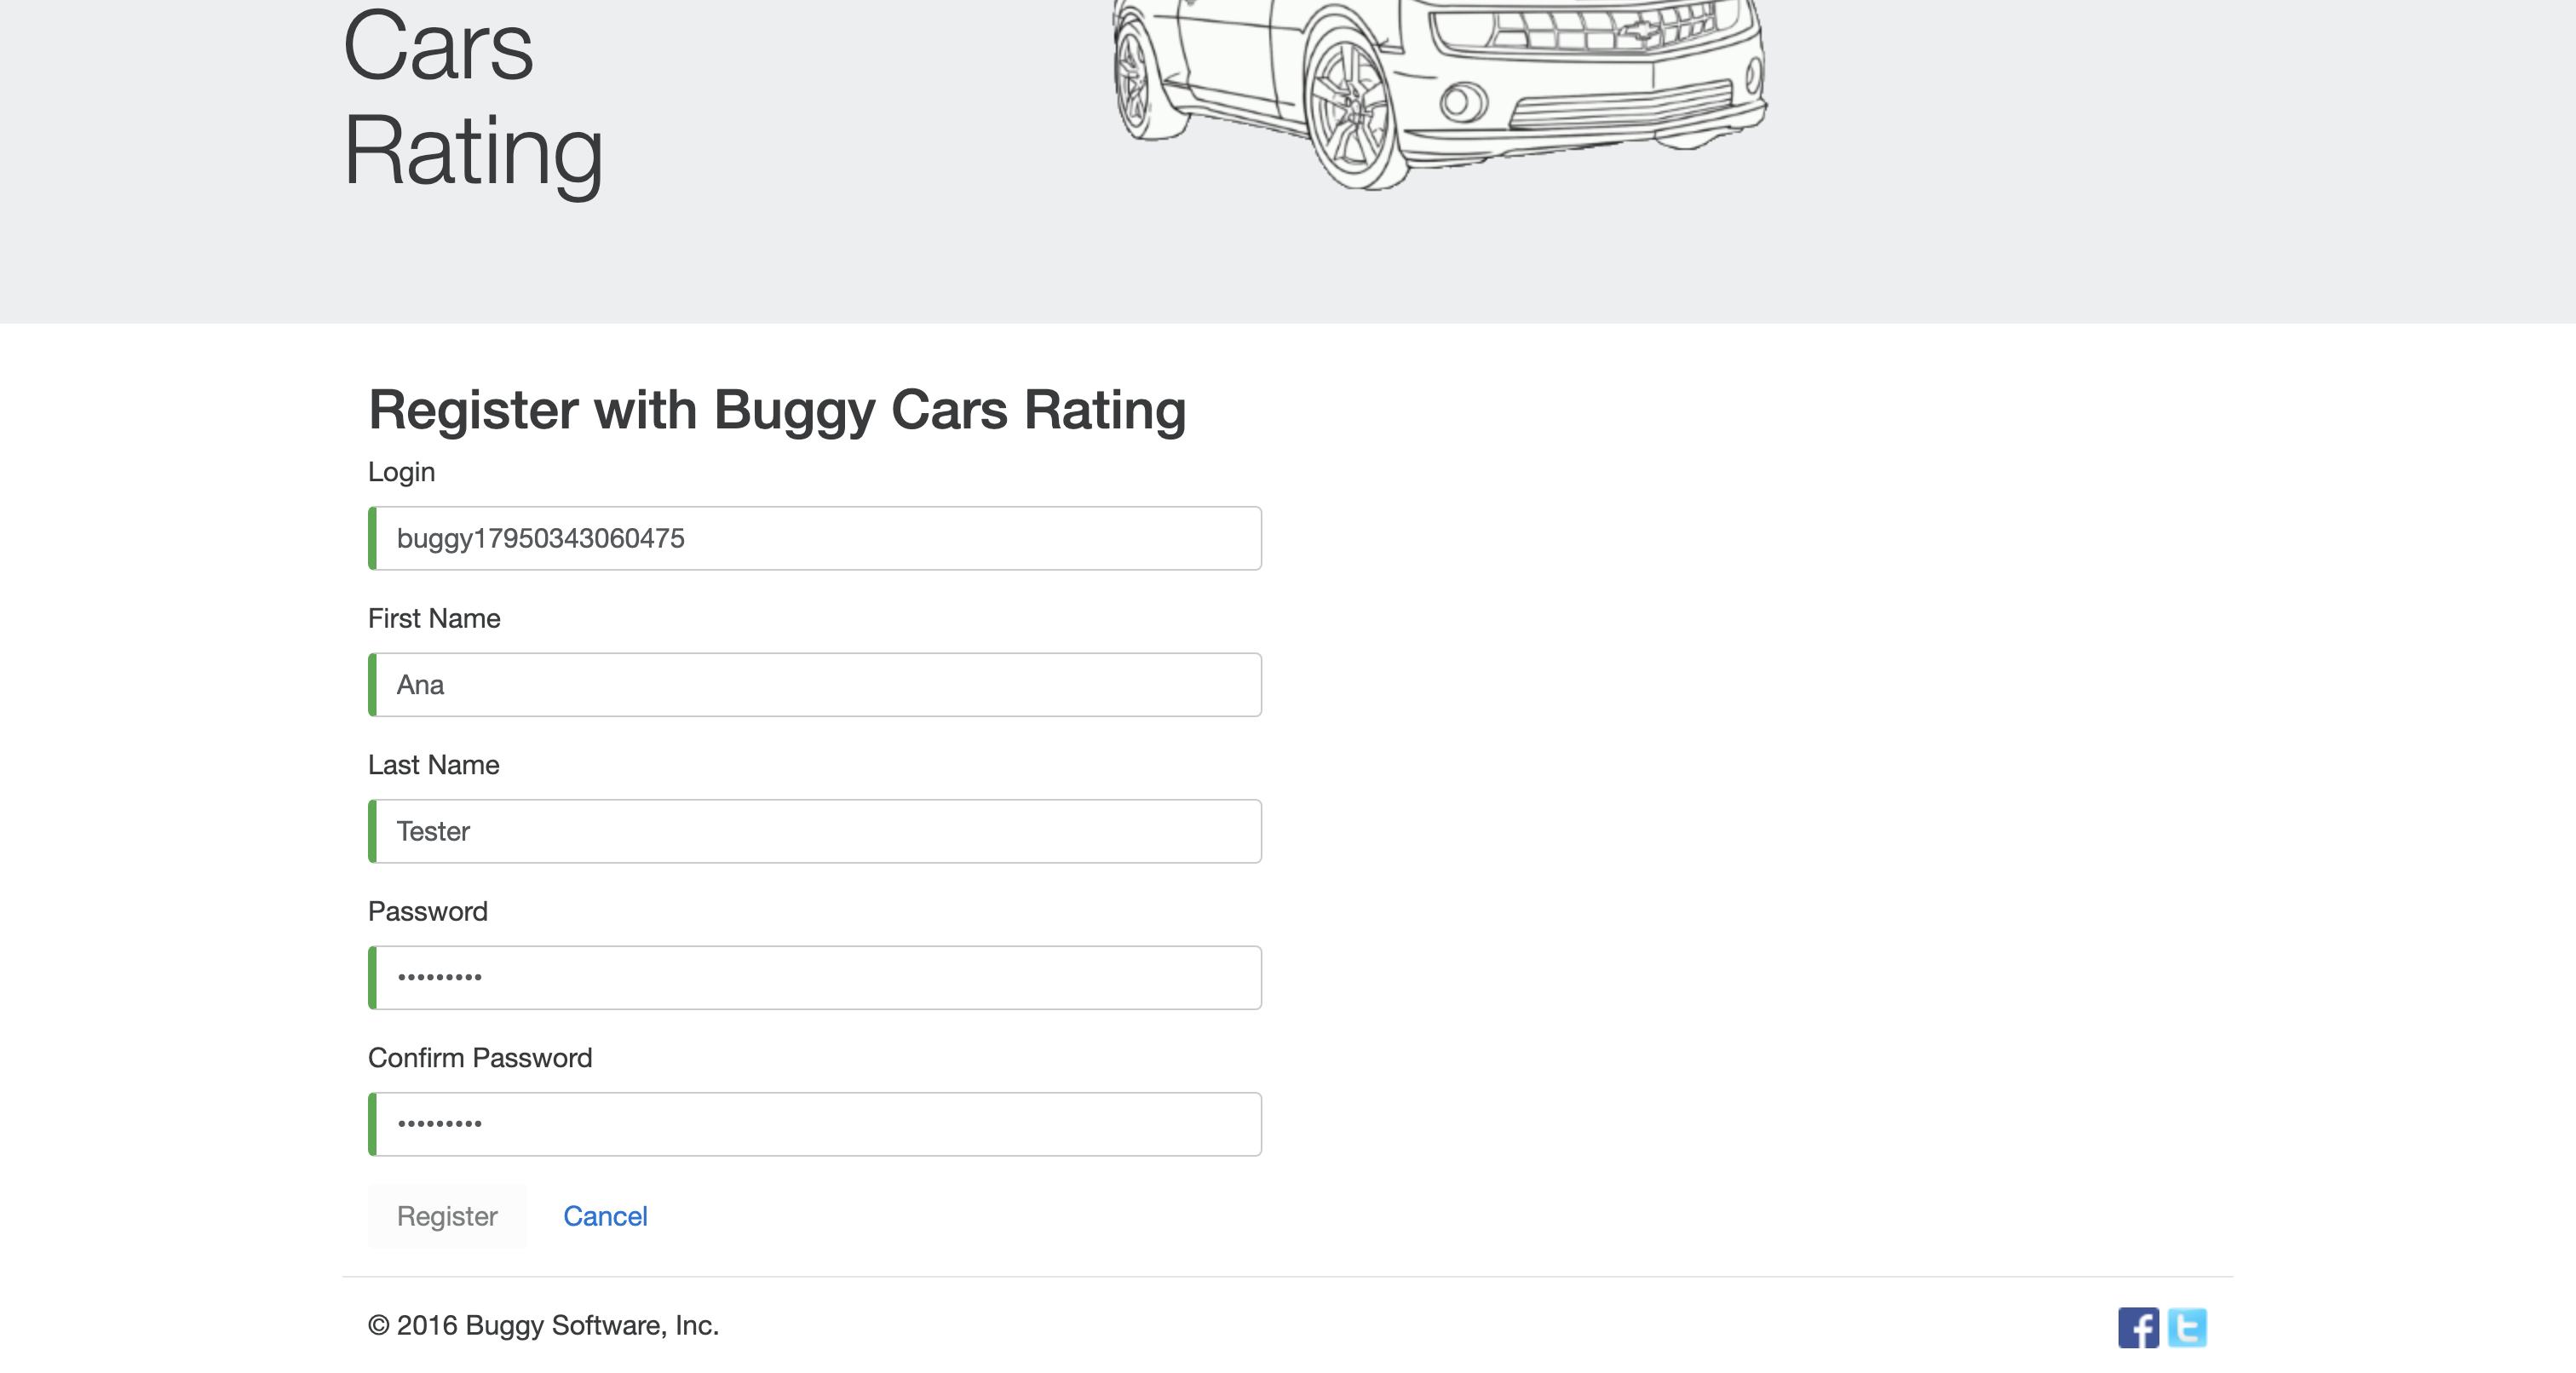 Cars
Rating
Register with Buggy Cars Rating
Login
buggy17950343060475
First Name
Ana
Last Name
Tester
Password
•••••••••
Confirm Password
•••••••••
Register Cancel
© 2016 Buggy Software, Inc.